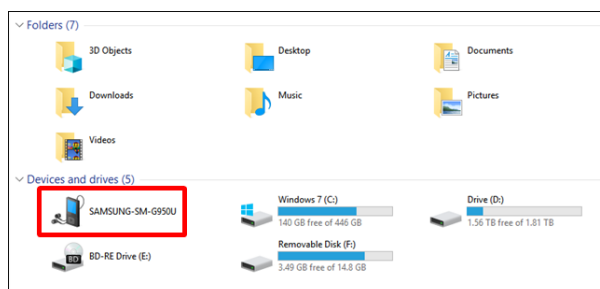 Folders (7)
3D Objects
Desktop
Documents
Downloads
Music
Pictures
Videos
Devices and drives (5)
SAMSUNG-SM-G950U
Windows 7 (C:)
140 GB free of 446 GB
Drive (D:)
1.56 TB free of 1.81 TB
BD
BD-RE Drive (E:)
Removable Disk (F:)
3.49 GB free of 14.8 GB